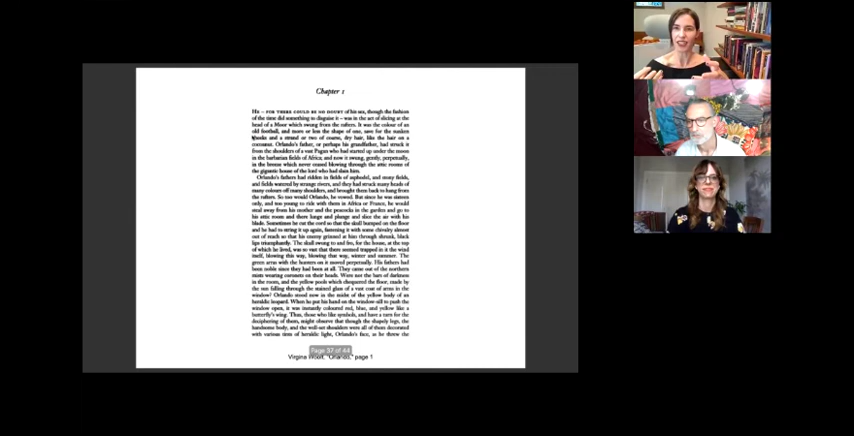 Chapter 1
HE – FOR THERE COULD BE NO DOUBT of his sex, though the fashion
of the time did something to disguise it – was in the act of slicing at the
head of a Moor which swung from the rafters. It was the colour of an
old football, and more or less the shape of one, save for the sunken
cheeks and a strand or two of coarse, dry hair, like the hair on a
coconut. Orlando's father, or perhaps his grandfather, had struck it
from the shoulders of a vast Pagan who had started up under the moon
in the barbarian fields of Africa; and now it swung, gently, perpetually,
in the breeze which never ceased blowing through the attic rooms of
the gigantic house of the lord who had slain him.
Orlando's fathers had ridden in fields of asphodel, and stony fields,
and fields watered by strange rivers, and they had struck many heads of
many colours off many shoulders, and brought them back to hang from
the rafters. So too would Orlando, he vowed. But since he was sixteen
only, and too young to ride with them in Africa or France, he would
steal away from his mother and the peacocks in the garden and go to
his attic room and there lunge and plunge and slice the air with his
blade. Sometimes he cut the cord so that the skull bumped on the floor
and he had to string it up again, fastening it with some chivalry almost
out of reach so that his enemy grinned at him through shrunk, black
lips triumphantly. The skull swung to and fro, for the house, at the top
of which he lived, was so vast that there seemed trapped in it the wind
itself, blowing this way, blowing that way, winter and summer. The
green arras with the hunters on it moved perpetually. His fathers had
been noble since they had been at all. They came out of the northern
mists wearing coronets on their heads. Were not the bars of darkness
in the room, and the yellow pools which chequered the floor, made by
the sun falling through the stained glass of a vast coat of arms in the
window? Orlando stood now in the midst of the yellow body of an
heraldic leopard. When he put his hand on the window-sill to push the
window open, it was instantly coloured red, blue, and yellow like a
butterfly's wing. Thus, those who like symbols, and have a turn for the
deciphering of them, might observe that though the shapely legs, the
handsome body, and the well-set shoulders were all of them decorated
with various tints of heraldic light, Orlando's face, as he threw the
Page 37 of 44
Virgina Woolf, "Orlando," page 1